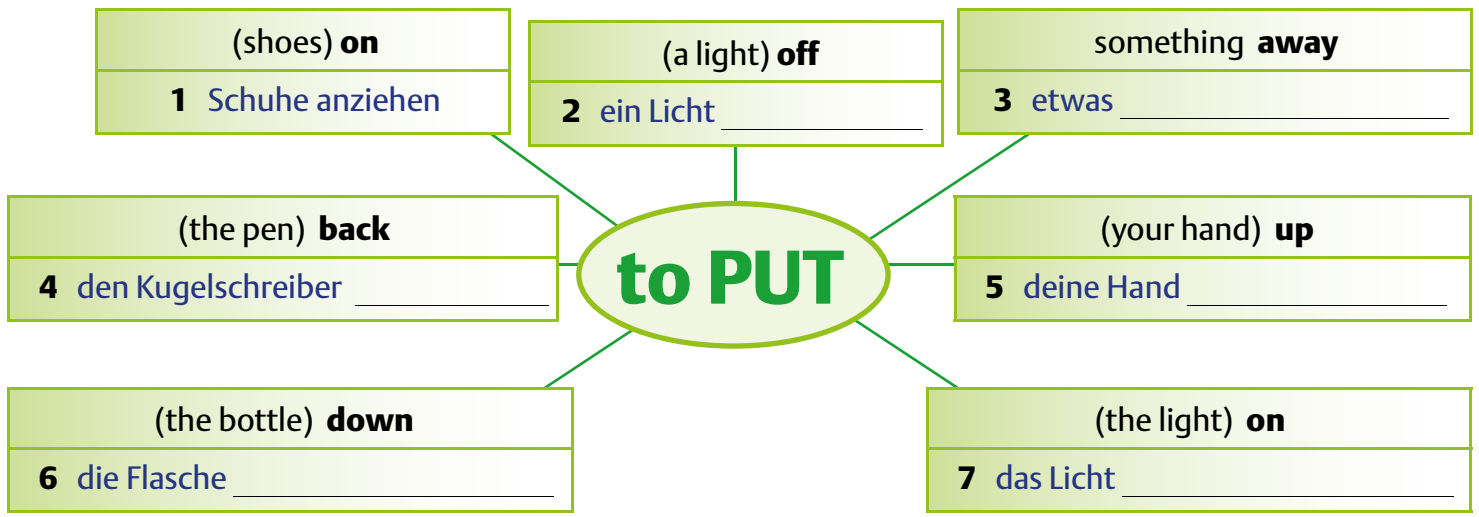 (shoes) on
1 Schuhe anziehen
(a light) off
2 ein Licht
something away
3 etwas
(the pen) back
4 den Kugelschreiber
to PUT
(your hand) up
5 deine Hand
(the bottle) down
6 die Flasche
(the light) on
7 das Licht